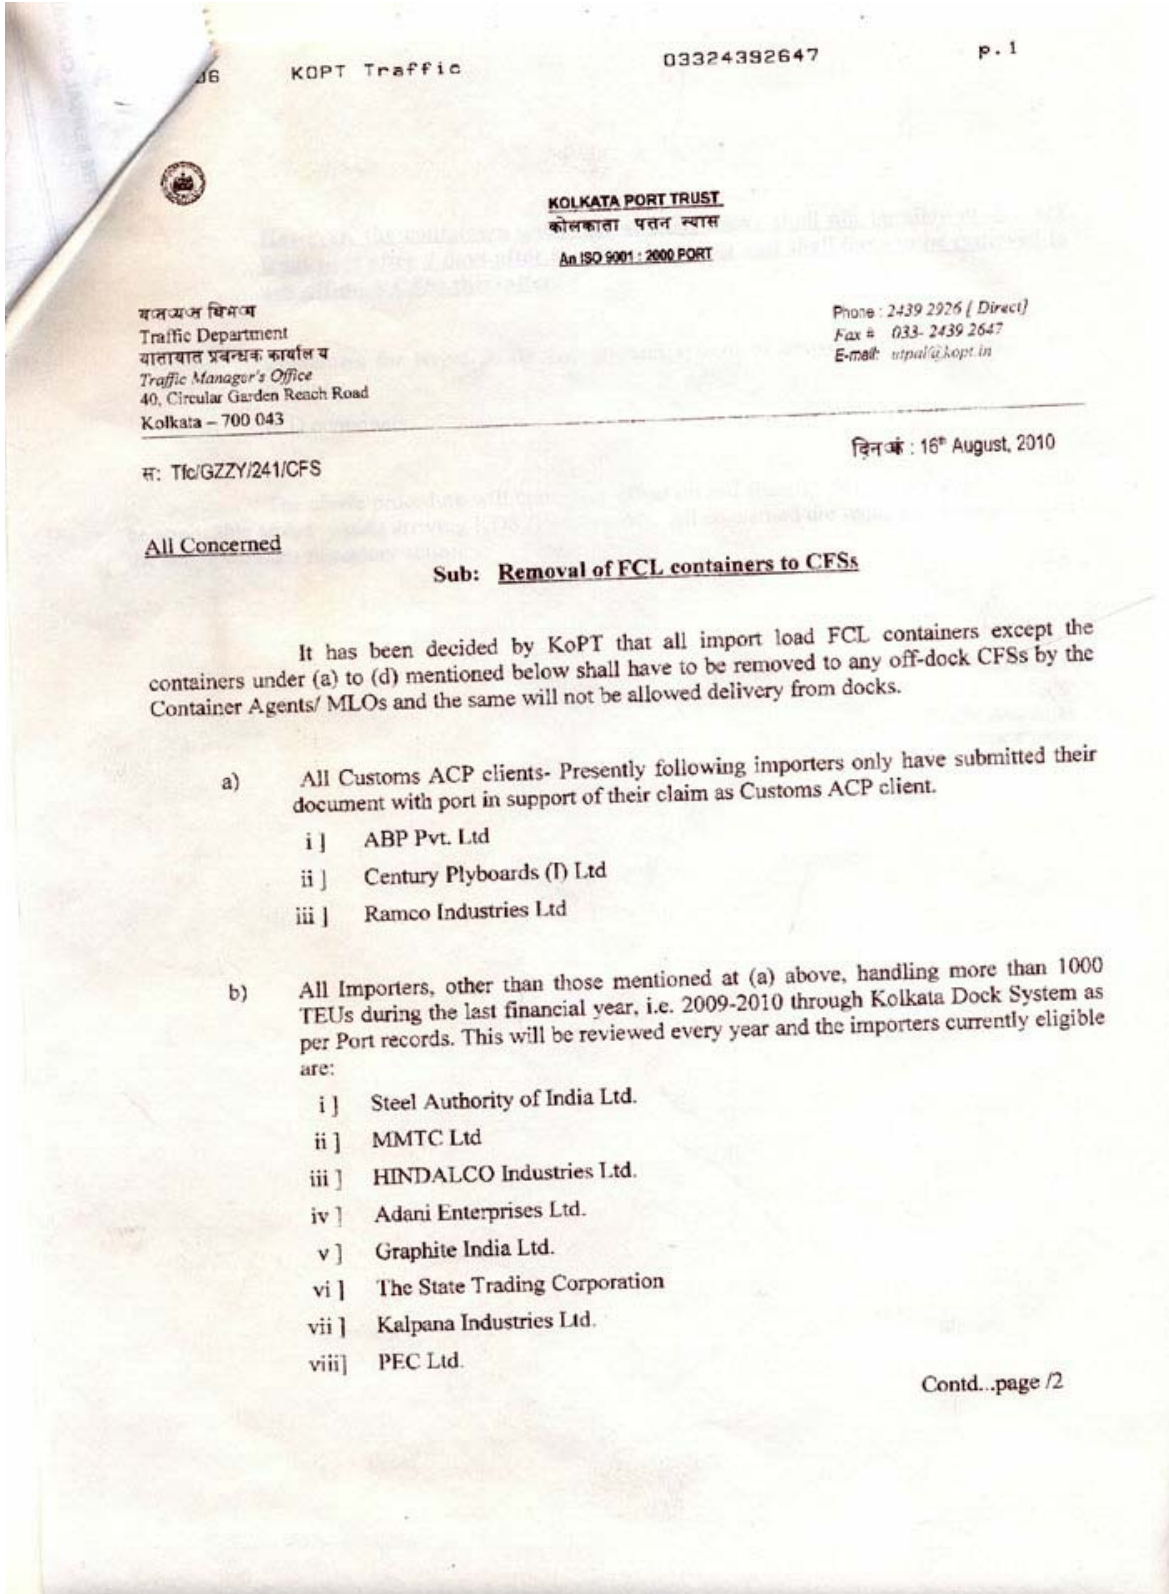 06 KOPT Traffic 03324392647 p.1
KOLKATA PORT TRUST
कोलकाता पत्तन न्यास
An ISO 9001 : 2000 PORT
Traffic Department
यातायात प्रबन्धक कार्याल य
Traffic Manager's Office
40, Circular Garden Reach Road
Kolkata – 700 043
Phone : 2439 2926 [ Direct]
Fax # 033- 2439 2647
E-mail: utpal@kopt.in
स: Tfc/GZZY/241/CFS
: 16th August, 2010
All Concerned
Sub: Removal of FCL containers to CFSs
It has been decided by KoPT that all import load FCL containers except the
containers under (a) to (d) mentioned below shall have to be removed to any off-dock CFSs by the
Container Agents/ MLOs and the same will not be allowed delivery from docks.
a) All Customs ACP clients- Presently following importers only have submitted their
document with port in support of their claim as Customs ACP client.
i ] ABP Pvt. Ltd
ii ] Century Plyboards (I) Ltd
iii ] Ramco Industries Ltd
b) All Importers, other than those mentioned at (a) above, handling more than 1000
TEUs during the last financial year, i.e. 2009-2010 through Kolkata Dock System as
per Port records. This will be reviewed every year and the importers currently eligible
are:
i ] Steel Authority of India Ltd.
ii ] MMTC Ltd
iii ] HINDALCO Industries Ltd.
iv ] Adani Enterprises Ltd.
v ] Graphite India Ltd.
vi ] The State Trading Corporation
vii ] Kalpana Industries Ltd.
viii] PEC Ltd.
Contd...page /2